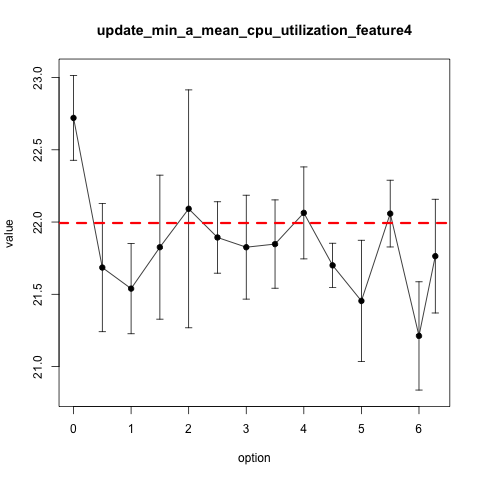 update_min_a_mean_cpu_utilization_feature4
value
23.0
22.5
22.0
21.5
21.0
0 1 2 3 4 5 6
option